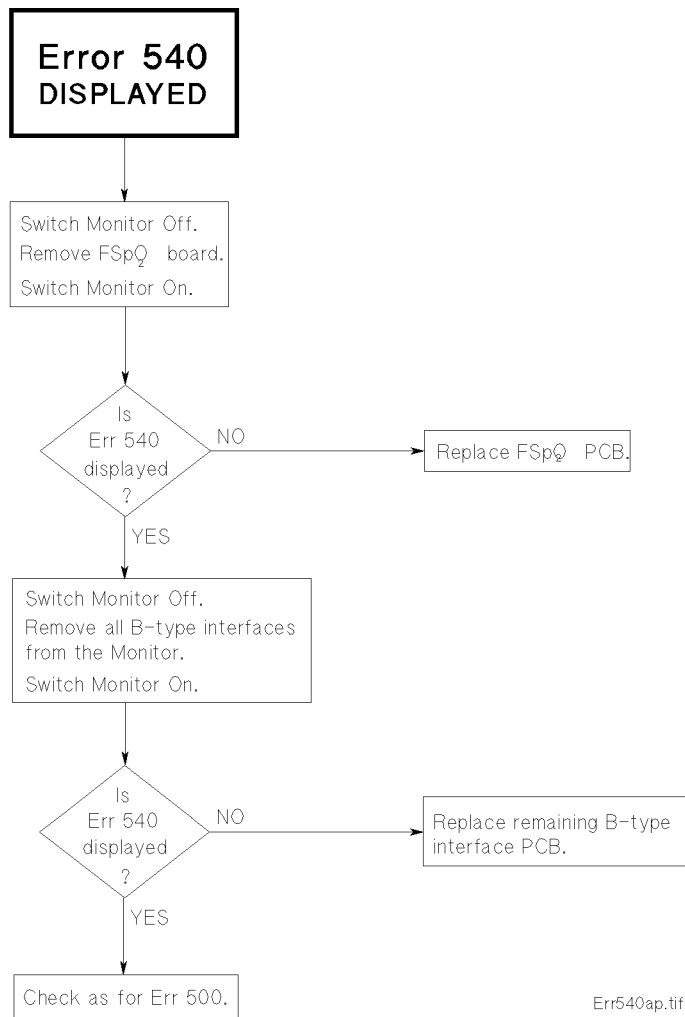 Error 540
DISPLAYED
Switch Monitor Off.
Remove FSpO₂ board.
Switch Monitor On.
Is
Err 540
displayed
?
NO
Replace FSpO₂ PCB.
YES
Switch Monitor Off.
Remove all B-type interfaces
from the Monitor.
Switch Monitor On.
Is
Err 540
displayed
?
NO
Replace remaining B-type
interface PCB.
YES
Check as for Err 500.
Err540ap.tif